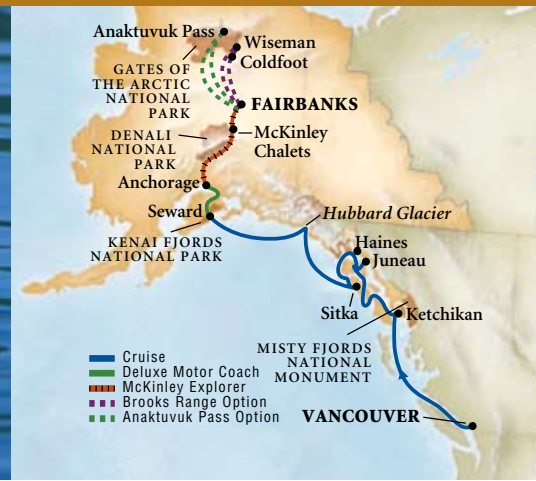 Anaktuvuk Pass
Wiseman
Coldfoot
GATES OF
THE ARCTIC
NATIONAL
PARK
FAIRBANKS
DENALI
NATIONAL
PARK
McKinley
Chalets
Anchorage
Seward
Hubbard Glacier
KENAI FJORDS
NATIONAL PARK
Haines
Juneau
Sitka
Ketchikan
MISTY FJORDS
NATIONAL
MONUMENT
Cruise
Deluxe Motor Coach
McKinley Explorer
Brooks Range Option
Anaktuvuk Pass Option
VANCOUVER